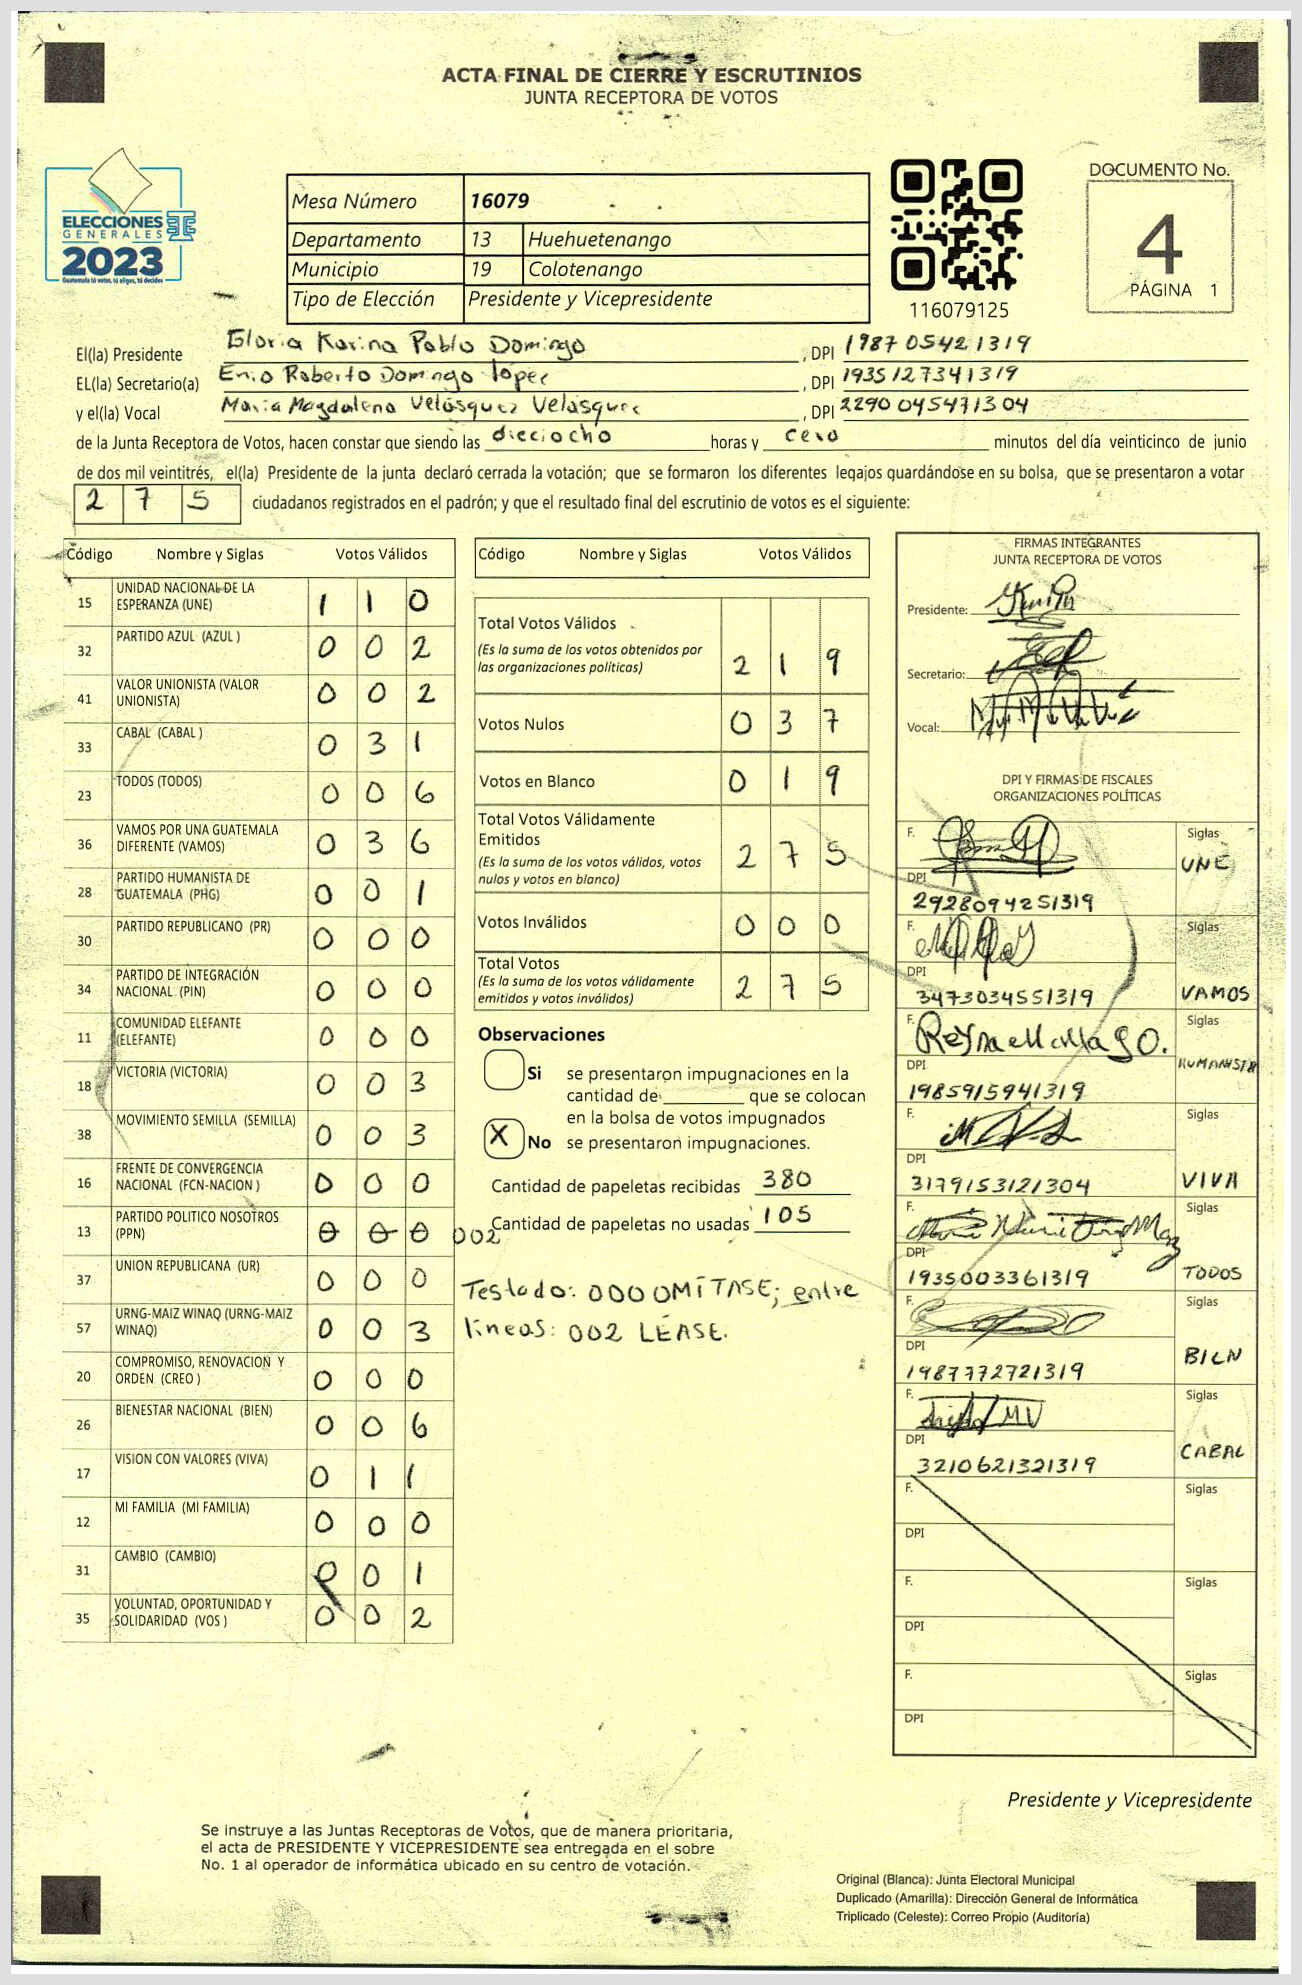 ACTA FINAL DE CIERRE Y ESCRUTINIOS
JUNTA RECEPTORA DE VOTOS
ELECCIONES
GENERALES
2023
Guatemala tú votas, tú eliges, tú decides
Mesa Número 16079
Departamento 13 Huehuetenango
Municipio 19 Colotenango
Tipo de Elección Presidente y Vicepresidente
116079125
DOCUMENTO No.
4
PÁGINA 1
El(la) Presidente Gloria Karina Pablo Domingo, DPI 1987 05421319
EL(la) Secretario(a) Enio Roberto Domingo lópez, DPI 1935127341319
y el(la) Vocal María Magdalena Velásquez Velásquez, DPI 2290 045471304
de la Junta Receptora de Votos, hacen constar que siendo las dieciocho horas y cero minutos del día veinticinco de junio
de dos mil veintitrés, el(la) Presidente de la junta declaró cerrada la votación; que se formaron los diferentes legajos guardándose en su bolsa, que se presentaron a votar
2 7 5 ciudadanos registrados en el padrón; y que el resultado final del escrutinio de votos es el siguiente:
Código Nombre y Siglas Votos Válidos
15 UNIDAD NACIONAL DE LA ESPERANZA (UNE) 1 1 0
32 PARTIDO AZUL (AZUL ) 0 0 2
41 VALOR UNIONISTA (VALOR UNIONISTA) 0 0 2
33 CABAL (CABAL ) 0 3 1
23 TODOS (TODOS) 0 0 6
36 VAMOS POR UNA GUATEMALA DIFERENTE (VAMOS) 0 3 6
28 PARTIDO HUMANISTA DE GUATEMALA (PHG) 0 0 1
30 PARTIDO REPUBLICANO (PR) 0 0 0
34 PARTIDO DE INTEGRACIÓN NACIONAL (PIN) 0 0 0
11 COMUNIDAD ELEFANTE (ELEFANTE) 0 0 0
18 VICTORIA (VICTORIA) 0 0 3
38 MOVIMIENTO SEMILLA (SEMILLA) 0 0 3
16 FRENTE DE CONVERGENCIA NACIONAL (FCN-NACION ) 0 0 0
13 PARTIDO POLITICO NOSOTROS (PPN) 0 0 0 002
37 UNION REPUBLICANA (UR) 0 0 0
57 URNG-MAIZ WINAQ (URNG-MAIZ WINAQ) 0 0 3
20 COMPROMISO, RENOVACION Y ORDEN (CREO ) 0 0 0
26 BIENESTAR NACIONAL (BIEN) 0 0 6
17 VISION CON VALORES (VIVA) 0 1 1
12 MI FAMILIA (MI FAMILIA) 0 0 0
31 CAMBIO (CAMBIO) 0 0 1
35 VOLUNTAD, OPORTUNIDAD Y SOLIDARIDAD (VOS ) 0 0 2
Código Nombre y Siglas Votos Válidos
Total Votos Válidos
(Es la suma de los votos obtenidos por
las organizaciones políticas) 2 1 9
Votos Nulos 0 3 7
Votos en Blanco 0 1 9
Total Votos Válidamente
Emitidos
(Es la suma de los votos válidos, votos
nulos y votos en blanco) 2 7 5
Votos Inválidos 0 0 0
Total Votos
(Es la suma de los votos válidamente
emitidos y votos inválidos) 2 7 5
Observaciones
Si se presentaron impugnaciones en la
cantidad de que se colocan
en la bolsa de votos impugnados
X No se presentaron impugnaciones.
Cantidad de papeletas recibidas 380
Cantidad de papeletas no usadas 105
Testado: 000 OMÍTASE; entre
líneas: 002 LÉASE.
FIRMAS INTEGRANTES
JUNTA RECEPTORA DE VOTOS
Presidente:
Secretario:
Vocal:
DPI Y FIRMAS DE FISCALES
ORGANIZACIONES POLÍTICAS
F. Siglas
UNE
DPI
2928094251319
F. Siglas
DPI
3473034551319 VAMOS
F. Siglas
HUMANISTA
DPI
1985915941319
F. Siglas
DPI
3179153121304 VIVA
F. Siglas
DPI
1935003361319 TODOS
F. Siglas
DPI BIEN
1987772721319
F. Siglas
DPI CABAL
3210621321319
F. Siglas
DPI
F. Siglas
DPI
F. Siglas
DPI
Presidente y Vicepresidente
Se instruye a las Juntas Receptoras de Votos, que de manera prioritaria,
el acta de PRESIDENTE Y VICEPRESIDENTE sea entregada en el sobre
No. 1 al operador de informática ubicado en su centro de votación.
Original (Blanca): Junta Electoral Municipal
Duplicado (Amarilla): Dirección General de Informática
Triplicado (Celeste): Correo Propio (Auditoría)